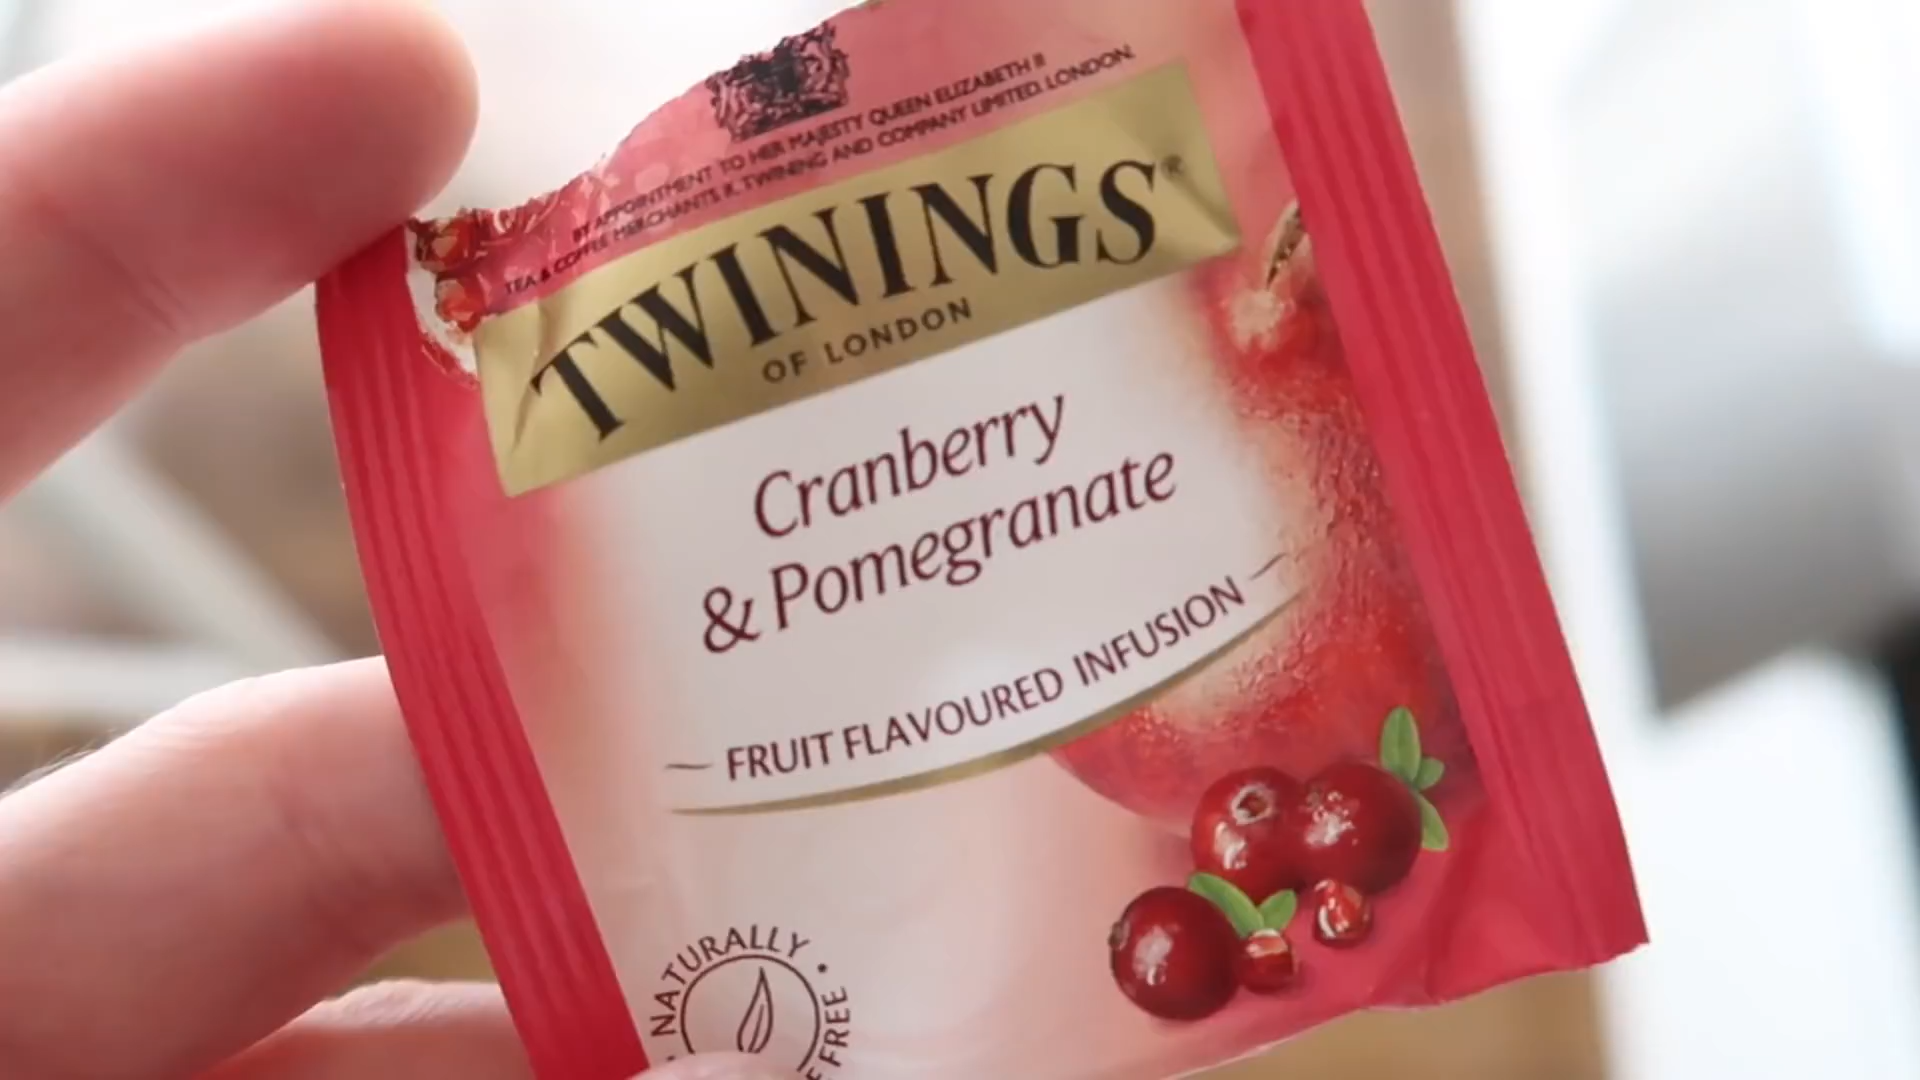 BY APPOINTMENT TO HER MAJESTY QUEEN ELIZABETH II
TEA & COFFEE MERCHANTS R. TWINING AND COMPANY LIMITED. LONDON.
TWININGS®
OF LONDON
Cranberry
& Pomegranate
FRUIT FLAVOURED INFUSION
NATURALLY
FREE